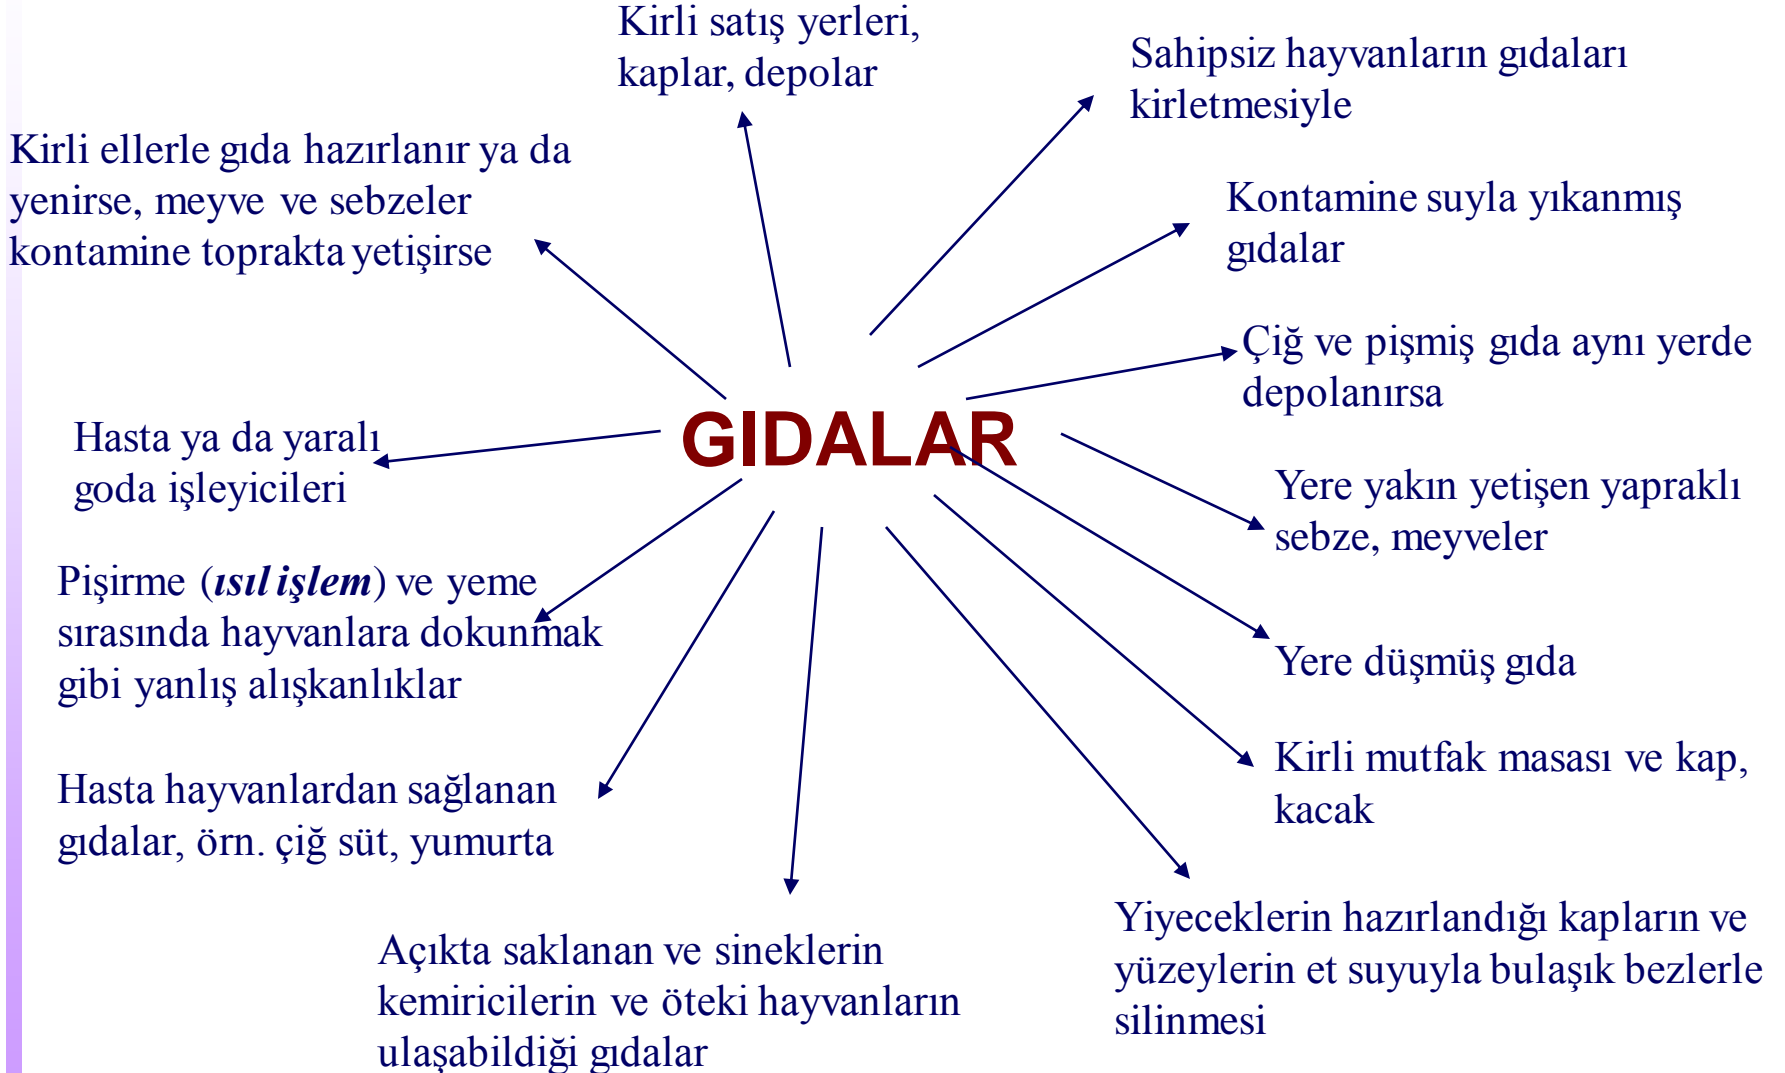 Kirli satış yerleri,
kaplar, depolar
Sahipsiz hayvanların gıdaları
kirletmesiyle
Kirli ellerle gıda hazırlanır ya da
yenirse, meyve ve sebzeler
kontamine toprakta yetişirse
Kontamine suyla yıkanmış
gıdalar
Çiğ ve pişmiş gıda aynı yerde
depolanırsa
GIDALAR
Hasta ya da yaralı
goda işleyicileri
Yere yakın yetişen yapraklı
sebze, meyveler
Pişirme (ısıl işlem) ve yeme
sırasında hayvanlara dokunmak
gibi yanlış alışkanlıklar
Yere düşmüş gıda
Kirli mutfak masası ve kap,
kacak
Hasta hayvanlardan sağlanan
gıdalar, örn. çiğ süt, yumurta
Yiyeceklerin hazırlandığı kapların ve
yüzeylerin et suyuyla bulaşık bezlerle
silinmesi
Açıkta saklanan ve sineklerin
kemiricilerin ve öteki hayvanların
ulaşabildiği gıdalar